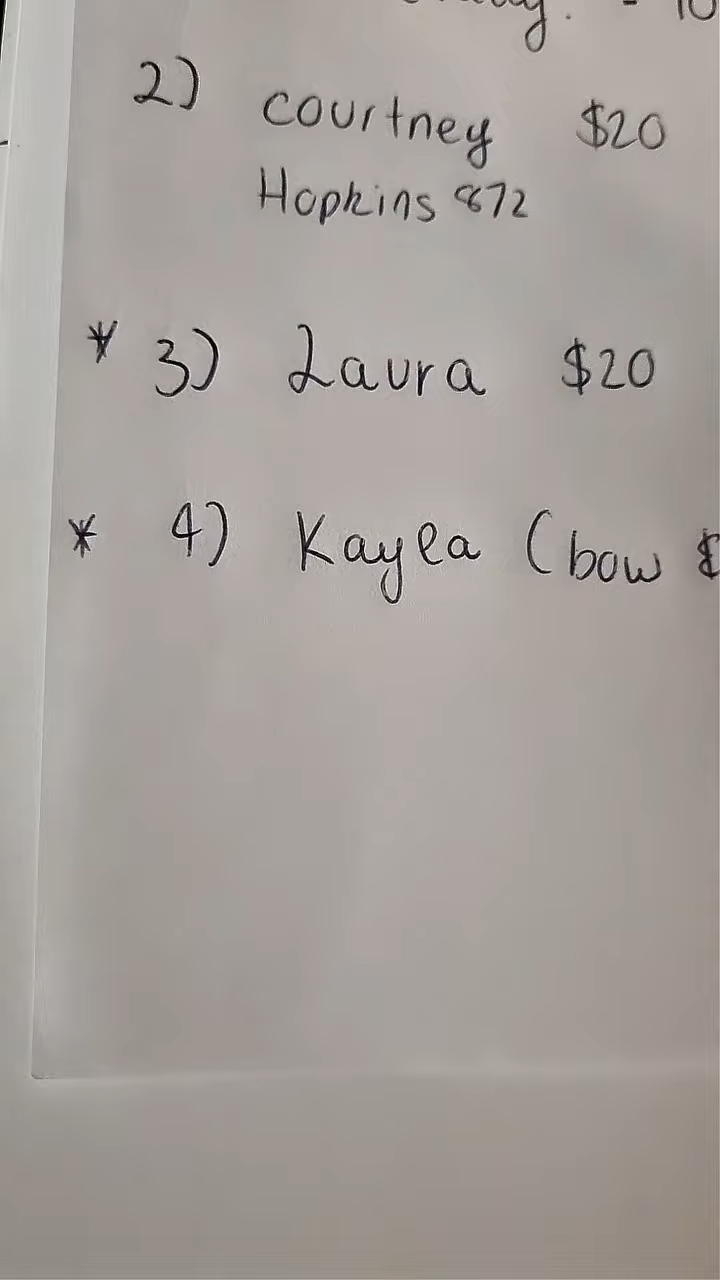 2) Courtney $20
Hopkins 872
* 3) Laura $20
* 4) Kayla (bow $